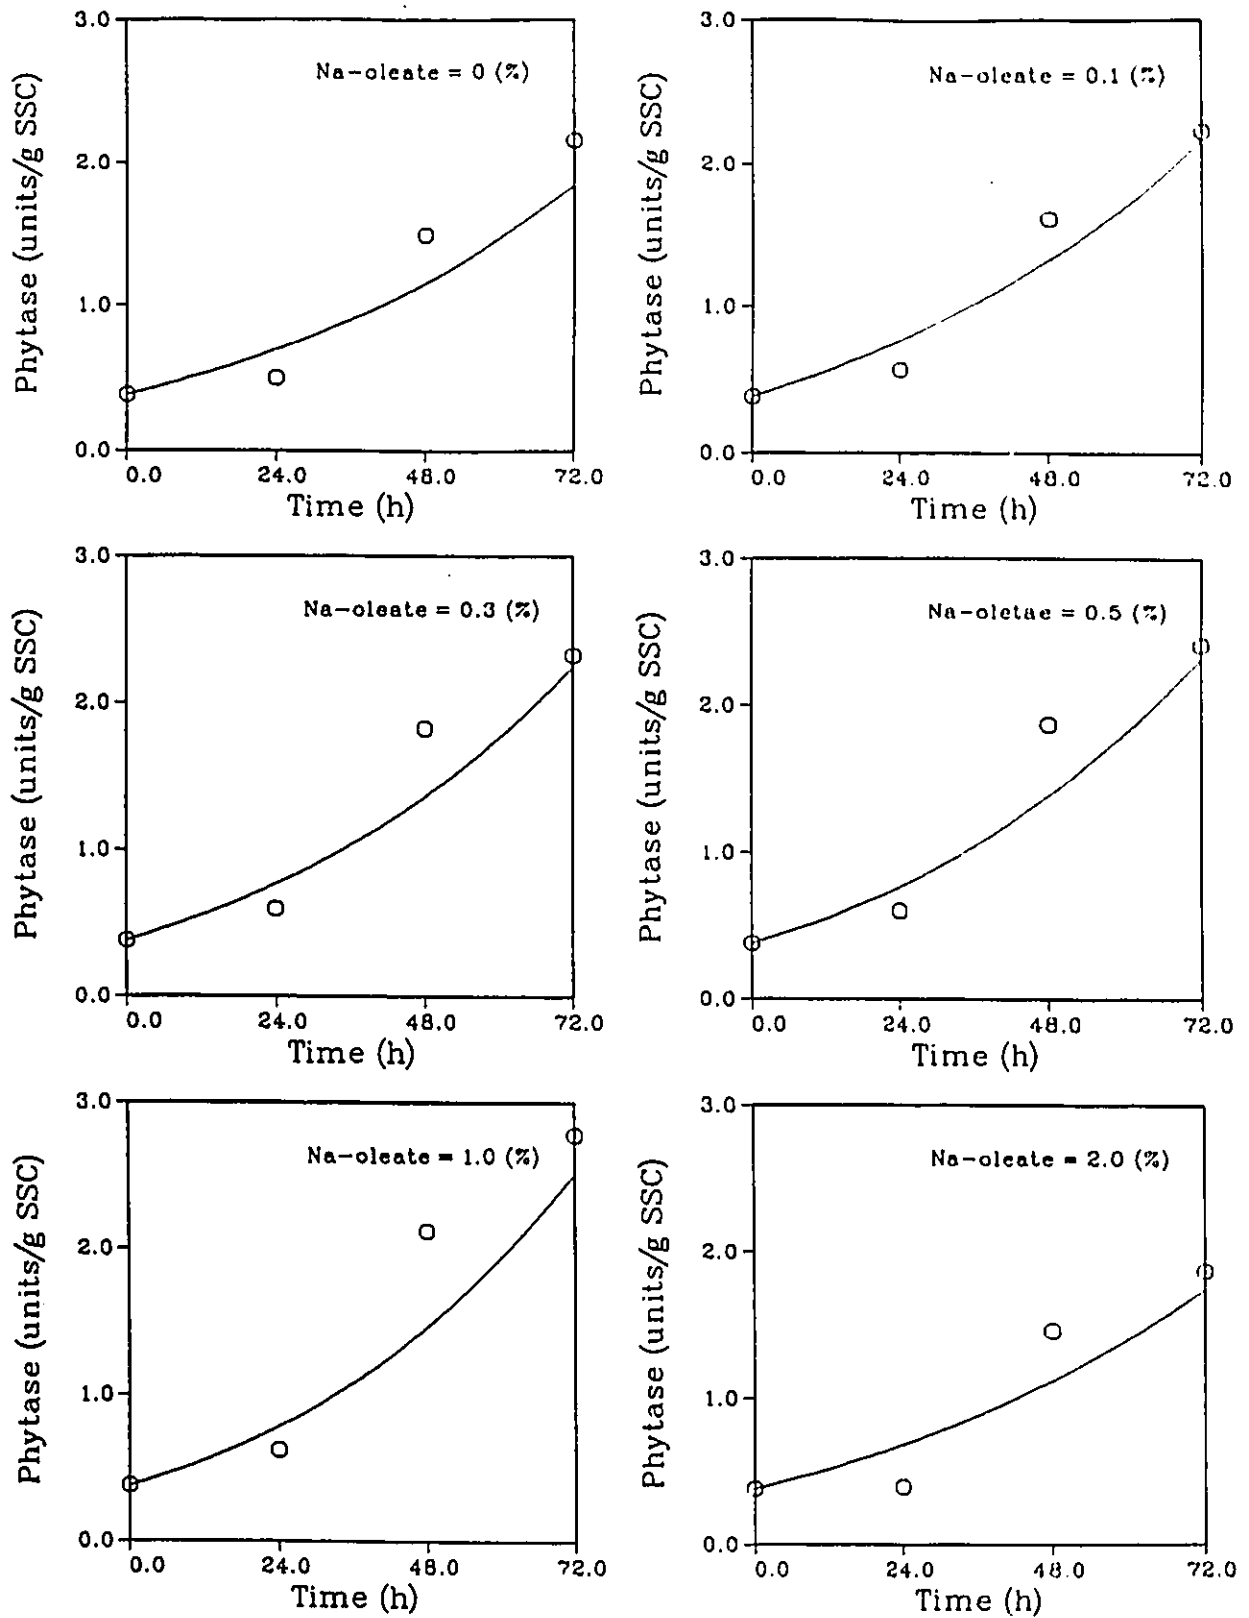 3.0
Na-oleate = 0 (%)
2.0
1.0
0.0
Phytase (units/g SSC)
0.0 24.0 48.0 72.0
Time (h)
3.0
Na-oleate = 0.1 (%)
2.0
1.0
0.0
Phytase (units/g SSC)
0.0 24.0 48.0 72.0
Time (h)
3.0
Na-oleate = 0.3 (%)
2.0
1.0
0.0
Phytase (units/g SSC)
0.0 24.0 48.0 72.0
Time (h)
3.0
Na-oletae = 0.5 (%)
2.0
1.0
0.0
Phytase (units/g SSC)
0.0 24.0 48.0 72.0
Time (h)
3.0
Na-oleate = 1.0 (%)
2.0
1.0
0.0
Phytase (units/g SSC)
0.0 24.0 48.0 72.0
Time (h)
3.0
Na-oleate = 2.0 (%)
2.0
1.0
0.0
Phytase (units/g SSC)
0.0 24.0 48.0 72.0
Time (h)